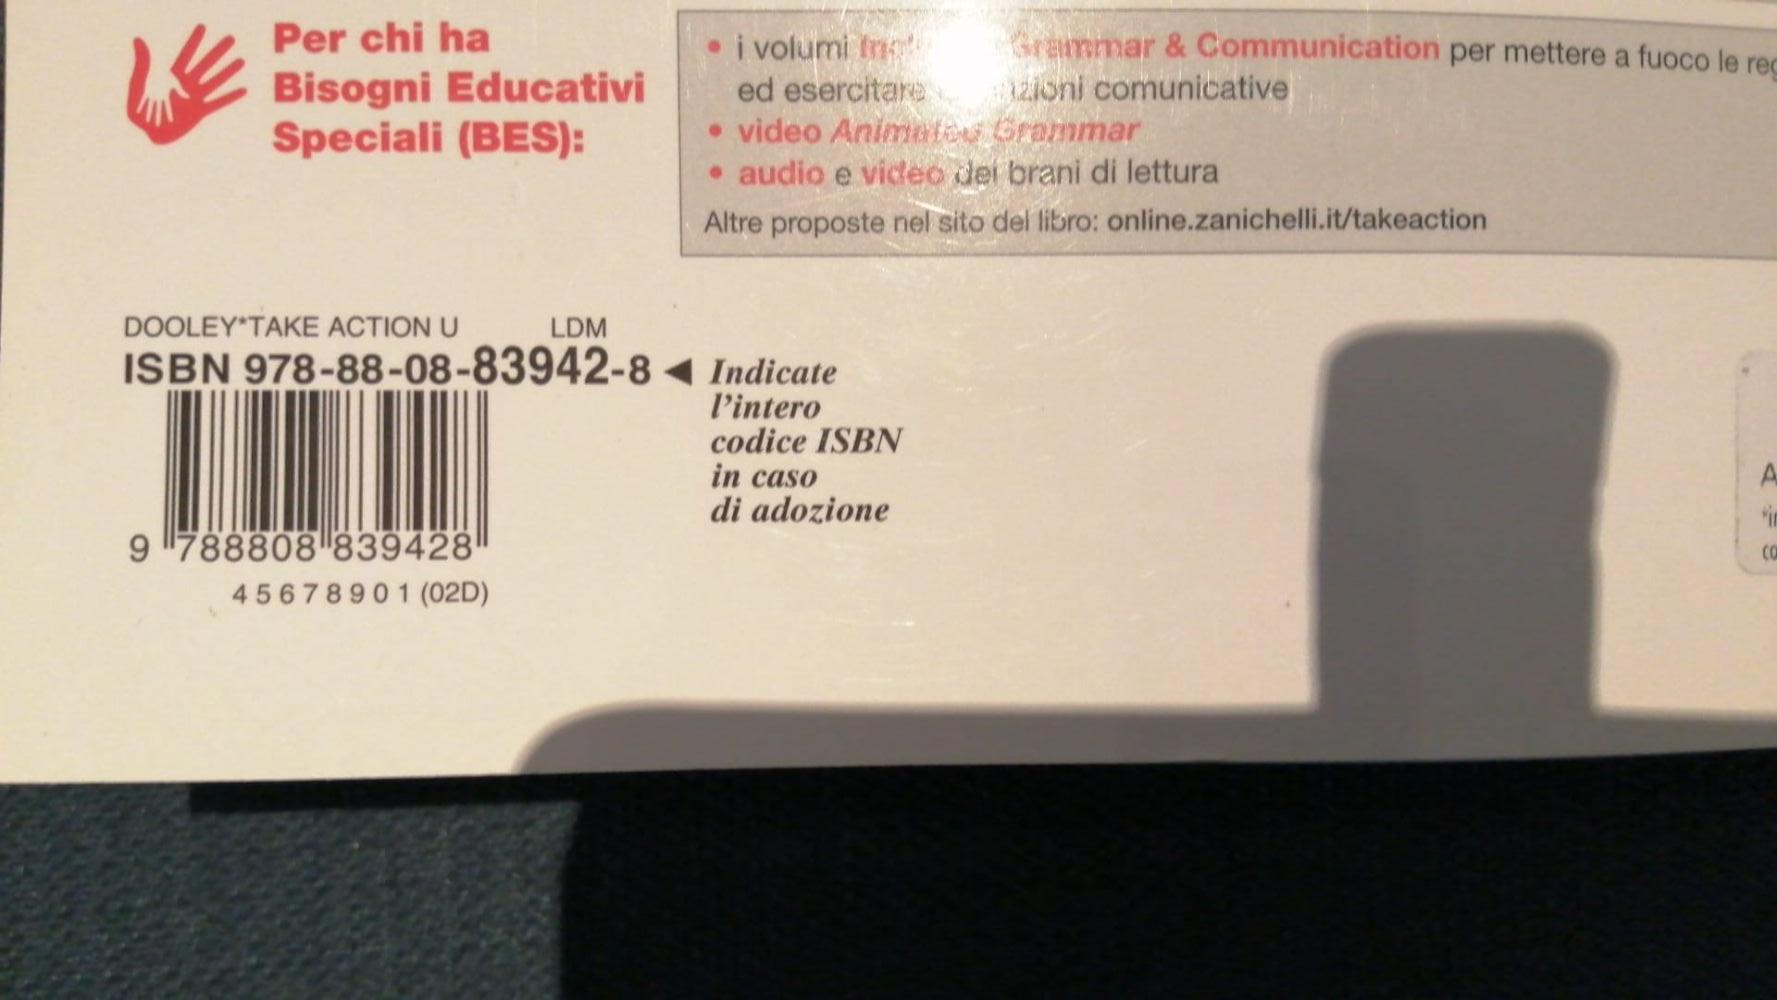 Per chi ha
Bisogni Educativi
Speciali (BES):
• i volumi Grammar & Communication per mettere a fuoco le
ed esercitare comunicative
• video Animated Grammar
• audio e video dei brani di lettura
Altre proposte nel sito del libro: online.zanichelli.it/takeaction
DOOLEY*TAKE ACTION U LDM
ISBN 978-88-08-83942-8 ◄ Indicate
l'intero
codice ISBN
in caso
di adozione
9 788808 839428
4 5 6 7 8 9 0 1 (02D)